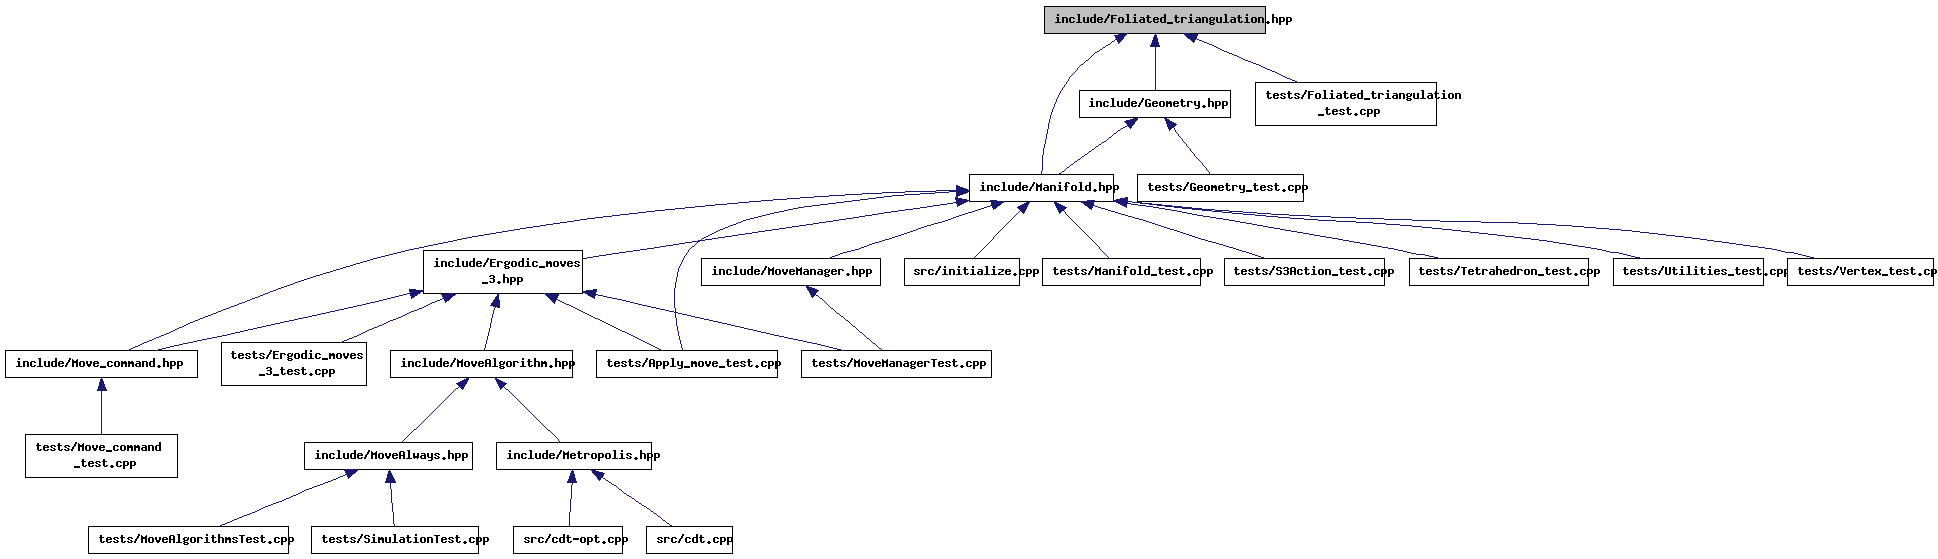 include/Foliated_triangulation.hpp
include/Geometry.hpp
tests/Foliated_triangulation
_test.cpp
include/Manifold.hpp
tests/Geometry_test.cpp
include/Ergodic_moves
_3.hpp
include/MoveManager.hpp
src/initialize.cpp
tests/Manifold_test.cpp
tests/S3Action_test.cpp
tests/Tetrahedron_test.cpp
tests/Utilities_test.cpp
tests/Vertex_test.cp
include/Move_command.hpp
tests/Ergodic_moves
_3_test.cpp
include/MoveAlgorithm.hpp
tests/Apply_move_test.cpp
tests/MoveManagerTest.cpp
tests/Move_command
_test.cpp
include/MoveAlways.hpp
include/Metropolis.hpp
tests/MoveAlgorithmsTest.cpp
tests/SimulationTest.cpp
src/cdt-opt.cpp
src/cdt.cpp